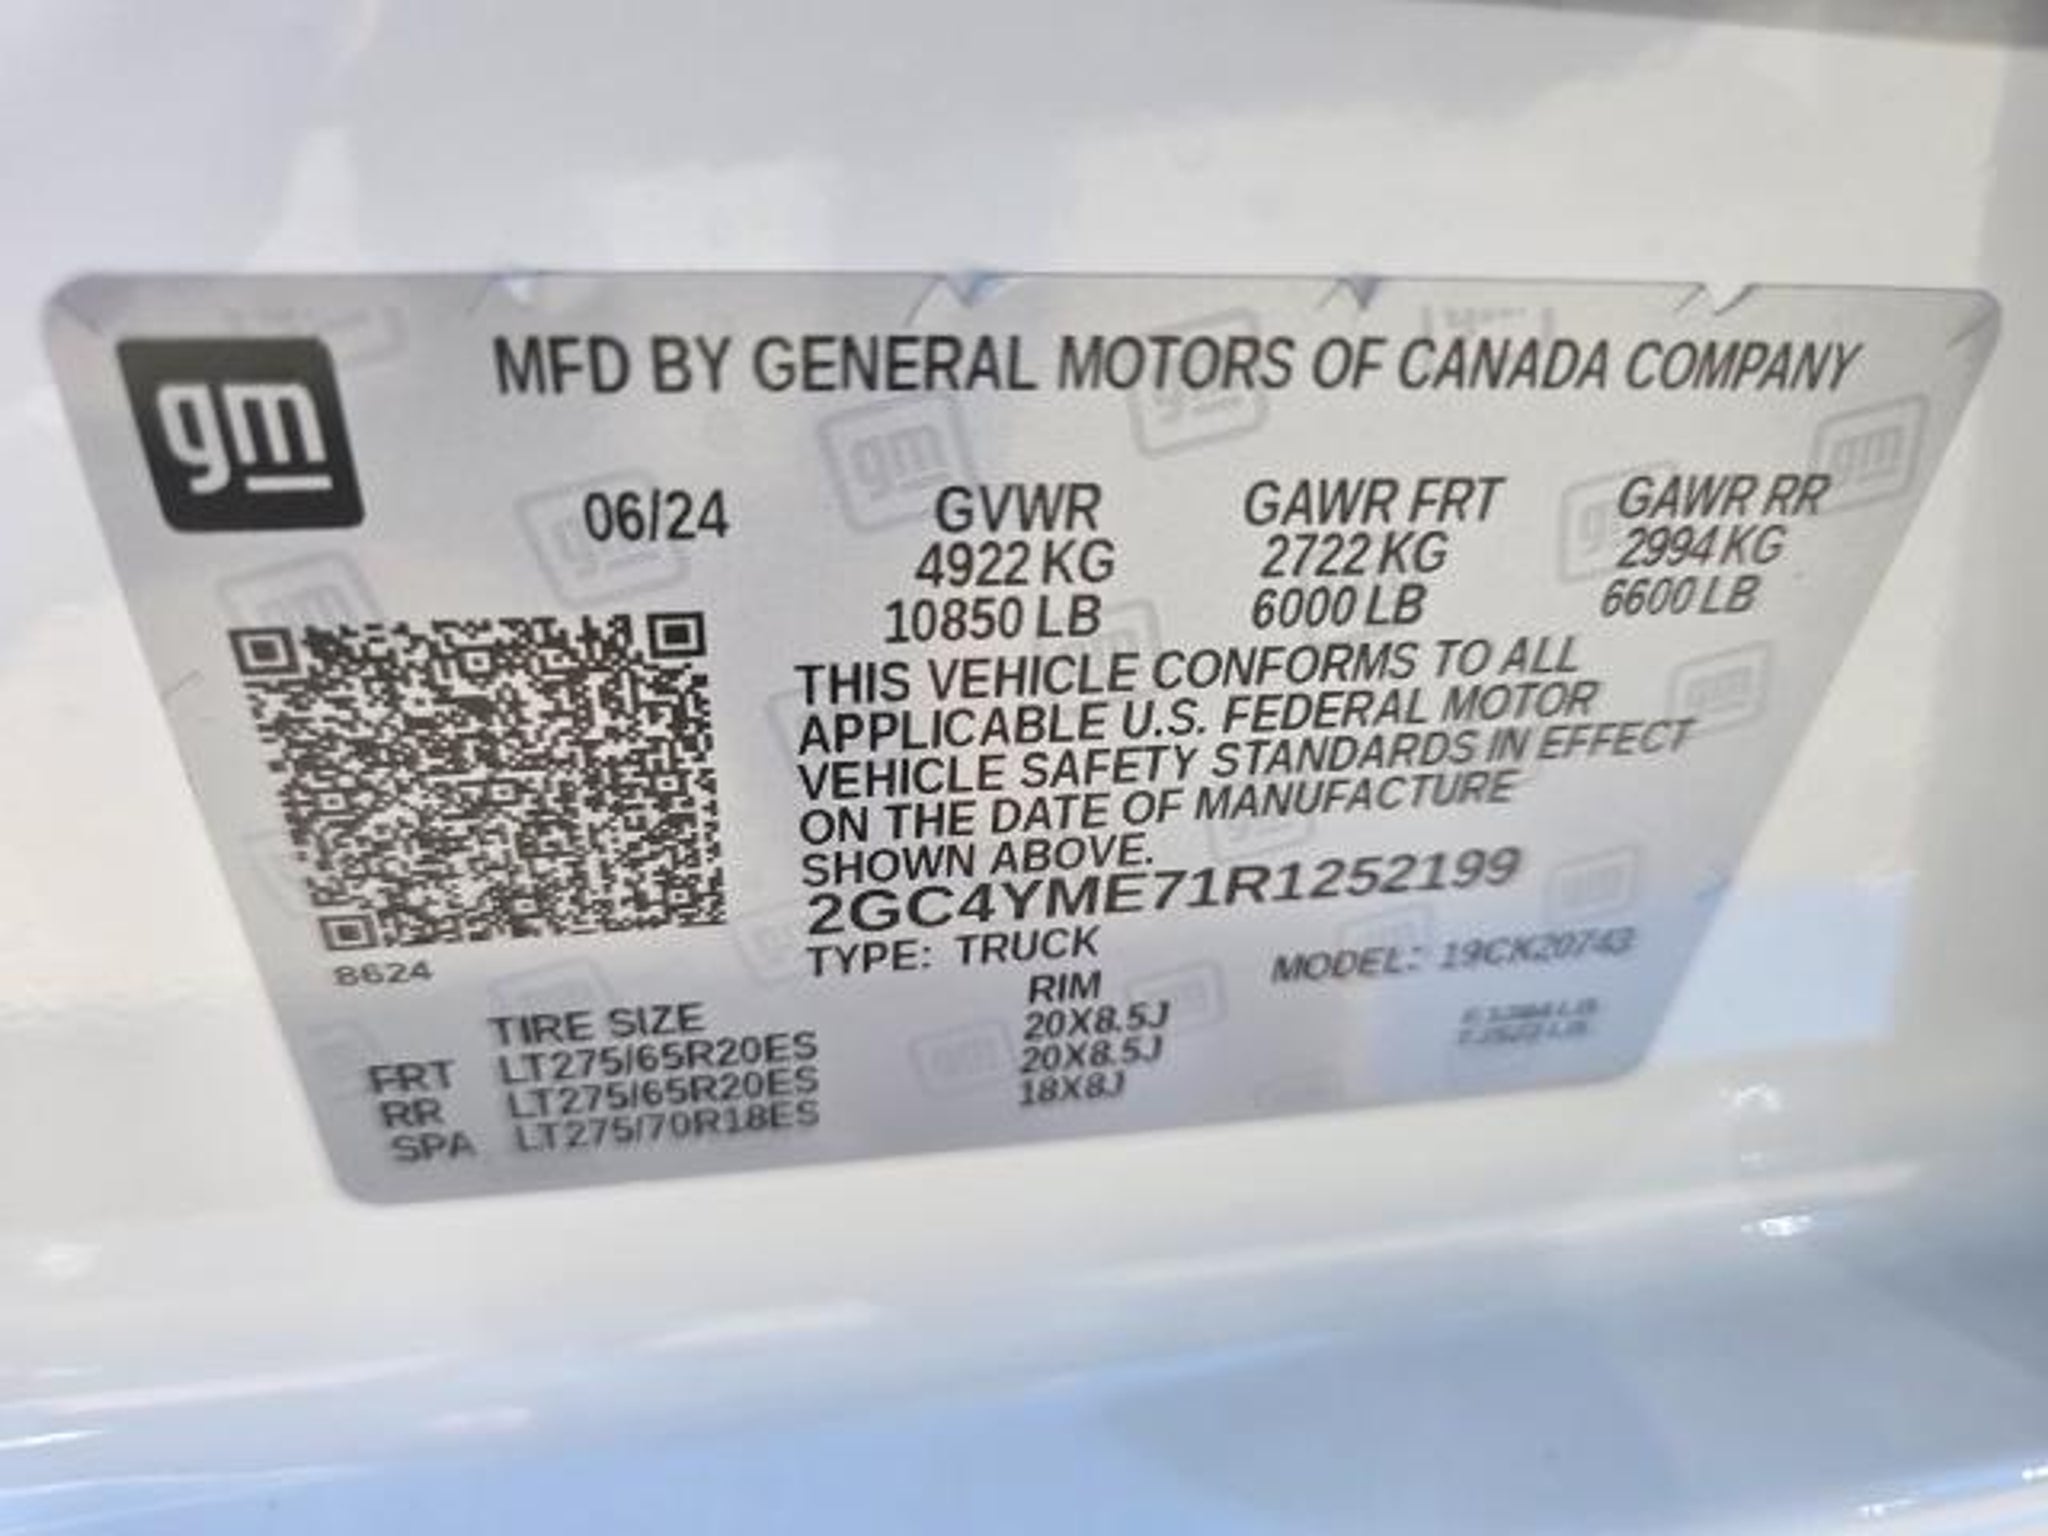 gm
MFD BY GENERAL MOTORS OF CANADA COMPANY
06/24 GVWR GAWR FRT GAWR RR
4922 KG 2722 KG 2994 KG
10850 LB 6000 LB 6600 LB
THIS VEHICLE CONFORMS TO ALL
APPLICABLE U.S. FEDERAL MOTOR
VEHICLE SAFETY STANDARDS IN EFFECT
ON THE DATE OF MANUFACTURE
SHOWN ABOVE.
2GC4YME71R1252199
8624
TYPE: TRUCK MODEL: 19CK20743
TIRE SIZE RIM
FRT LT275/65R20ES 20X8.5J
RR LT275/65R20ES 20X8.5J
SPA LT275/70R18ES 18X8J